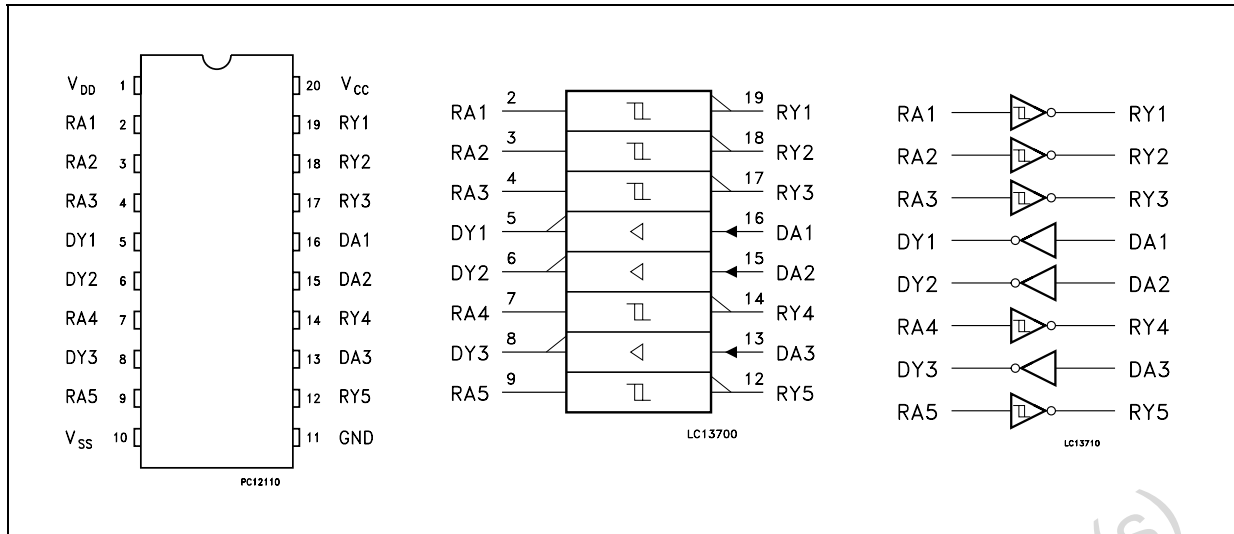 V_DD 1 20 V_CC
RA1 2 19 RY1
RA2 3 18 RY2
RA3 4 17 RY3
DY1 5 16 DA1
DY2 6 15 DA2
RA4 7 14 RY4
DY3 8 13 DA3
RA5 9 12 RY5
V_SS 10 11 GND
PC12110
RA1 2 19 RY1
RA2 3 18 RY2
RA3 4 17 RY3
DY1 5 16 DA1
DY2 6 15 DA2
RA4 7 14 RY4
DY3 8 13 DA3
RA5 9 12 RY5
LC13700
RA1 RY1
RA2 RY2
RA3 RY3
DY1 DA1
DY2 DA2
RA4 RY4
DY3 DA3
RA5 RY5
LC13710
(s)